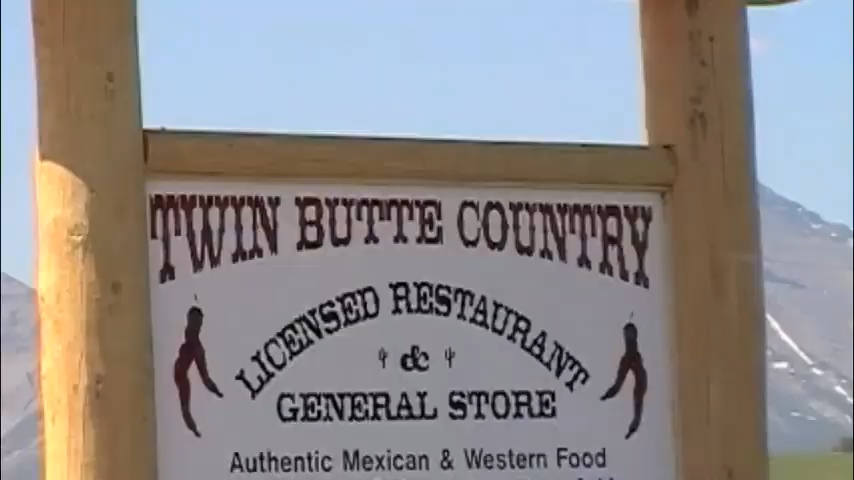 TWIN BUTTE COUNTRY
LICENSED RESTAURANT
&
GENERAL STORE
Authentic Mexican & Western Food